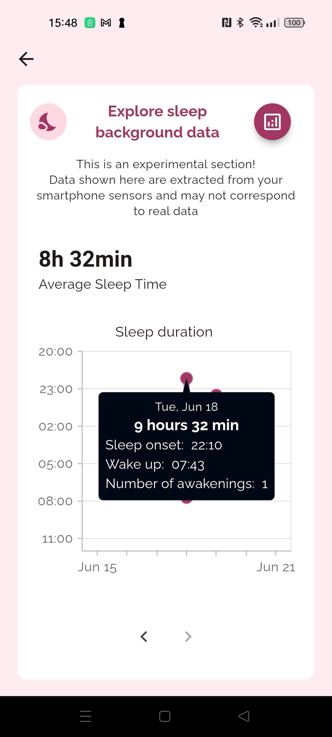 15:48
100
Explore sleep
background data
This is an experimental section!
Data shown here are extracted from your
smartphone sensors and may not correspond
to real data
8h 32min
Average Sleep Time
Sleep duration
20:00
23:00
02:00
05:00
08:00
11:00
Tue, Jun 18
9 hours 32 min
Sleep onset: 22:10
Wake up: 07:43
Number of awakenings: 1
Jun 15
Jun 21